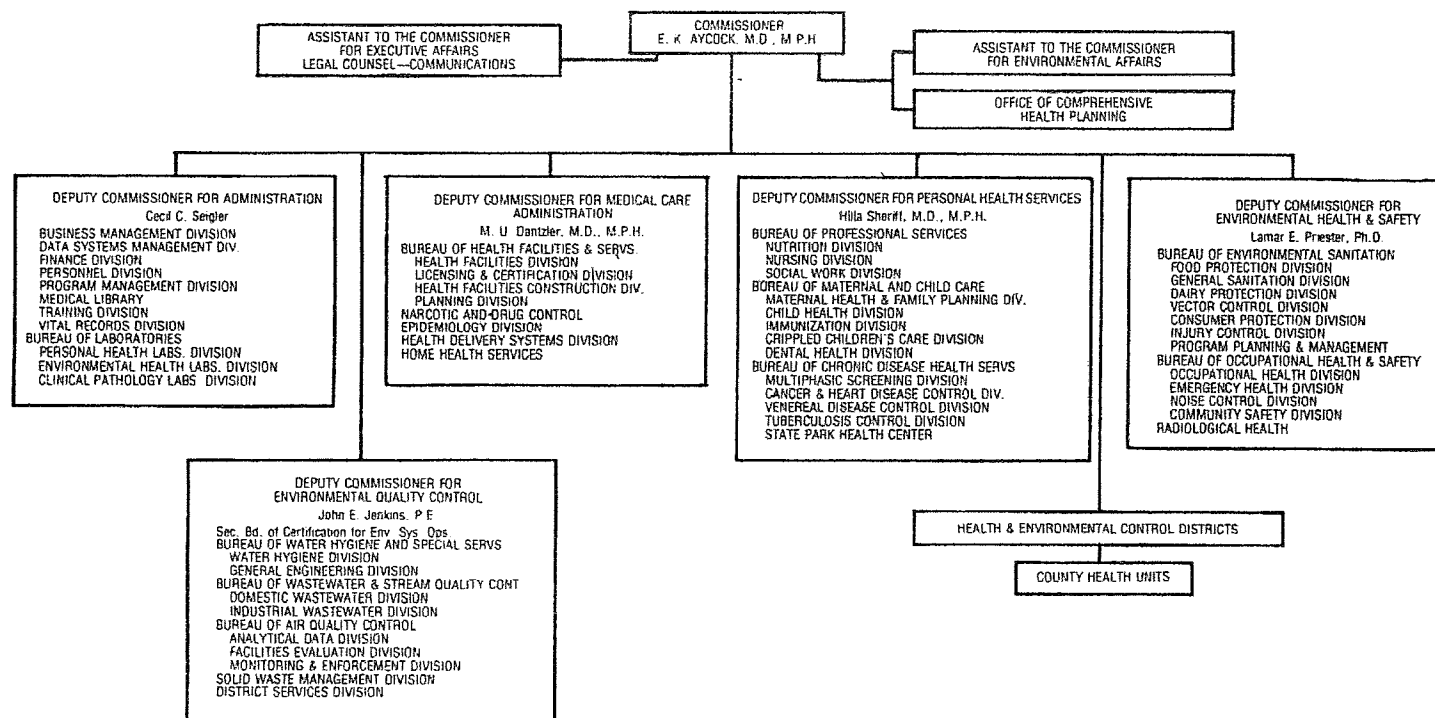 COMMISSIONER
E. K. AYCOCK, M.D., M.P.H
ASSISTANT TO THE COMMISSIONER
FOR EXECUTIVE AFFAIRS
LEGAL COUNSEL—COMMUNICATIONS
ASSISTANT TO THE COMMISSIONER
FOR ENVIRONMENTAL AFFAIRS
OFFICE OF COMPREHENSIVE
HEALTH PLANNING
DEPUTY COMMISSIONER FOR ADMINISTRATION
Cecil C. Seigler
BUSINESS MANAGEMENT DIVISION
DATA SYSTEMS MANAGEMENT DIV.
FINANCE DIVISION
PERSONNEL DIVISION
PROGRAM MANAGEMENT DIVISION
MEDICAL LIBRARY
TRAINING DIVISION
VITAL RECORDS DIVISION
BUREAU OF LABORATORIES
PERSONAL HEALTH LABS. DIVISION
ENVIRONMENTAL HEALTH LABS. DIVISION
CLINICAL PATHOLOGY LABS DIVISION
DEPUTY COMMISSIONER FOR MEDICAL CARE
ADMINISTRATION
M. U. Dantzler, M.D., M.P.H.
BUREAU OF HEALTH FACILITIES & SERVS.
HEALTH FACILITIES DIVISION
LICENSING & CERTIFICATION DIVISION
HEALTH FACILITIES CONSTRUCTION DIV.
PLANNING DIVISION
NARCOTIC AND DRUG CONTROL
EPIDEMIOLOGY DIVISION
HEALTH DELIVERY SYSTEMS DIVISION
HOME HEALTH SERVICES
DEPUTY COMMISSIONER FOR PERSONAL HEALTH SERVICES
Hilla Sheriff, M.D., M.P.H.
BUREAU OF PROFESSIONAL SERVICES
NUTRITION DIVISION
NURSING DIVISION
SOCIAL WORK DIVISION
BUREAU OF MATERNAL AND CHILD CARE
MATERNAL HEALTH & FAMILY PLANNING DIV.
CHILD HEALTH DIVISION
IMMUNIZATION DIVISION
CRIPPLED CHILDREN'S CARE DIVISION
DENTAL HEALTH DIVISION
BUREAU OF CHRONIC DISEASE HEALTH SERVS
MULTIPHASIC SCREENING DIVISION
CANCER & HEART DISEASE CONTROL DIV.
VENEREAL DISEASE CONTROL DIVISION
TUBERCULOSIS CONTROL DIVISION
STATE PARK HEALTH CENTER
DEPUTY COMMISSIONER FOR
ENVIRONMENTAL HEALTH & SAFETY
Lamar E. Priester, Ph.D.
BUREAU OF ENVIRONMENTAL SANITATION
FOOD PROTECTION DIVISION
GENERAL SANITATION DIVISION
DAIRY PROTECTION DIVISION
VECTOR CONTROL DIVISION
CONSUMER PROTECTION DIVISION
INJURY CONTROL DIVISION
PROGRAM PLANNING & MANAGEMENT
BUREAU OF OCCUPATIONAL HEALTH & SAFETY
OCCUPATIONAL HEALTH DIVISION
EMERGENCY HEALTH DIVISION
NOISE CONTROL DIVISION
COMMUNITY SAFETY DIVISION
RADIOLOGICAL HEALTH
DEPUTY COMMISSIONER FOR
ENVIRONMENTAL QUALITY CONTROL
John E. Jenkins, P E
Sec. Bd. of Certification for Env Sys Ops
BUREAU OF WATER HYGIENE AND SPECIAL SERVS
WATER HYGIENE DIVISION
GENERAL ENGINEERING DIVISION
BUREAU OF WASTEWATER & STREAM QUALITY CONT
DOMESTIC WASTEWATER DIVISION
INDUSTRIAL WASTEWATER DIVISION
BUREAU OF AIR QUALITY CONTROL
ANALYTICAL DATA DIVISION
FACILITIES EVALUATION DIVISION
MONITORING & ENFORCEMENT DIVISION
SOLID WASTE MANAGEMENT DIVISION
DISTRICT SERVICES DIVISION
HEALTH & ENVIRONMENTAL CONTROL DISTRICTS
COUNTY HEALTH UNITS